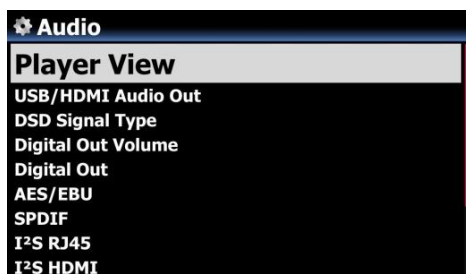 Audio
Player View
USB/HDMI Audio Out
DSD Signal Type
Digital Out Volume
Digital Out
AES/EBU
SPDIF
I²S RJ45
I²S HDMI